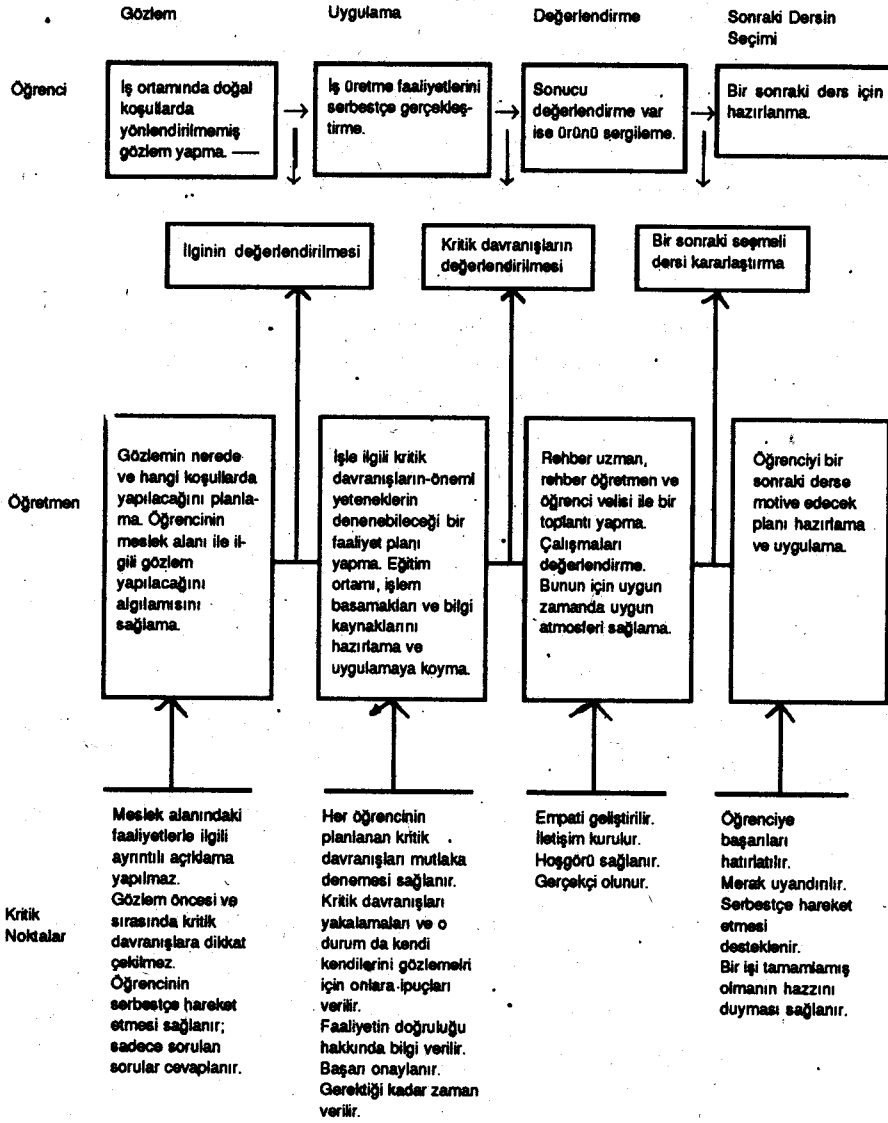 Gözlem
Uygulama
Değerlendirme
Sonraki Dersin
Seçimi
Öğrenci
İş ortamında doğal
koşullarda
yönlendirilmemiş
gözlem yapma.
İş üretme faaliyetlerini
serbestçe gerçekleş-
tirme.
Sonucu
değerlendirme var
ise ürünü sergileme.
Bir sonraki ders için
hazırlanma.
İlginin değerlendirilmesi
Kritik davranışların
değerlendirilmesi
Bir sonraki seçmeli
dersi kararlaştırma
Öğretmen
Gözlemin nerede
ve hangi koşullarda
yapılacağını planla-
ma. Öğrencinin
meslek alanı ile il-
gili gözlem
yapılacağını
algılamısını
sağlama.
İşle ilgili kritik
davranışların-önemi
yeteneklerin
denenebileceği bir
faaliyet planı
yapma. Eğitim
ortamı, işlem
basamakları ve bilgi
kaynaklarını
hazırlama ve
uygulamaya koyma.
Rehber uzman,
rehber öğretmen ve
öğrenci velisi ile bir
toplantı yapma.
Çalışmaları
değerlendirme.
Bunun için uygun
zamanda uygun
atmosferi sağlama.
Öğrenciyi bir
sonraki derse
motive edecek
planı hazırlama
ve uygulama.
Kritik
Noktalar
Meslek alanındaki
faaliyetlerle ilgili
ayrıntılı açıklama
yapılmaz.
Gözlem öncesi ve
sırasında kritik
davranışlara dikkat
çekilmez.
Öğrencinin
serbestçe hareket
etmesi sağlanır;
sadece sorulan
sorular cevaplanır.
Her öğrencinin
planlanan kritik
davranışları mutlaka
denemesi sağlanır.
Kritik davranışları
yakalamaları ve o
durum da kendi
kendilerini gözlemelri
için onlara ipuçları
verilir.
Faaliyetin doğruluğu
hakkında bilgi verilir.
Başarı onaylanır.
Gerektiği kadar zaman
verilir.
Empati geliştirilir.
İletişim kurulur.
Hoşgörü sağlanır.
Gerçekçi olunur.
Öğrenciye
başarıları
hatırlatılır.
Merak uyandırılır.
Serbestçe hareket
etmesi
desteklenir.
Bir işi tamamlamış
olmanın hazzını
duyması sağlanır.